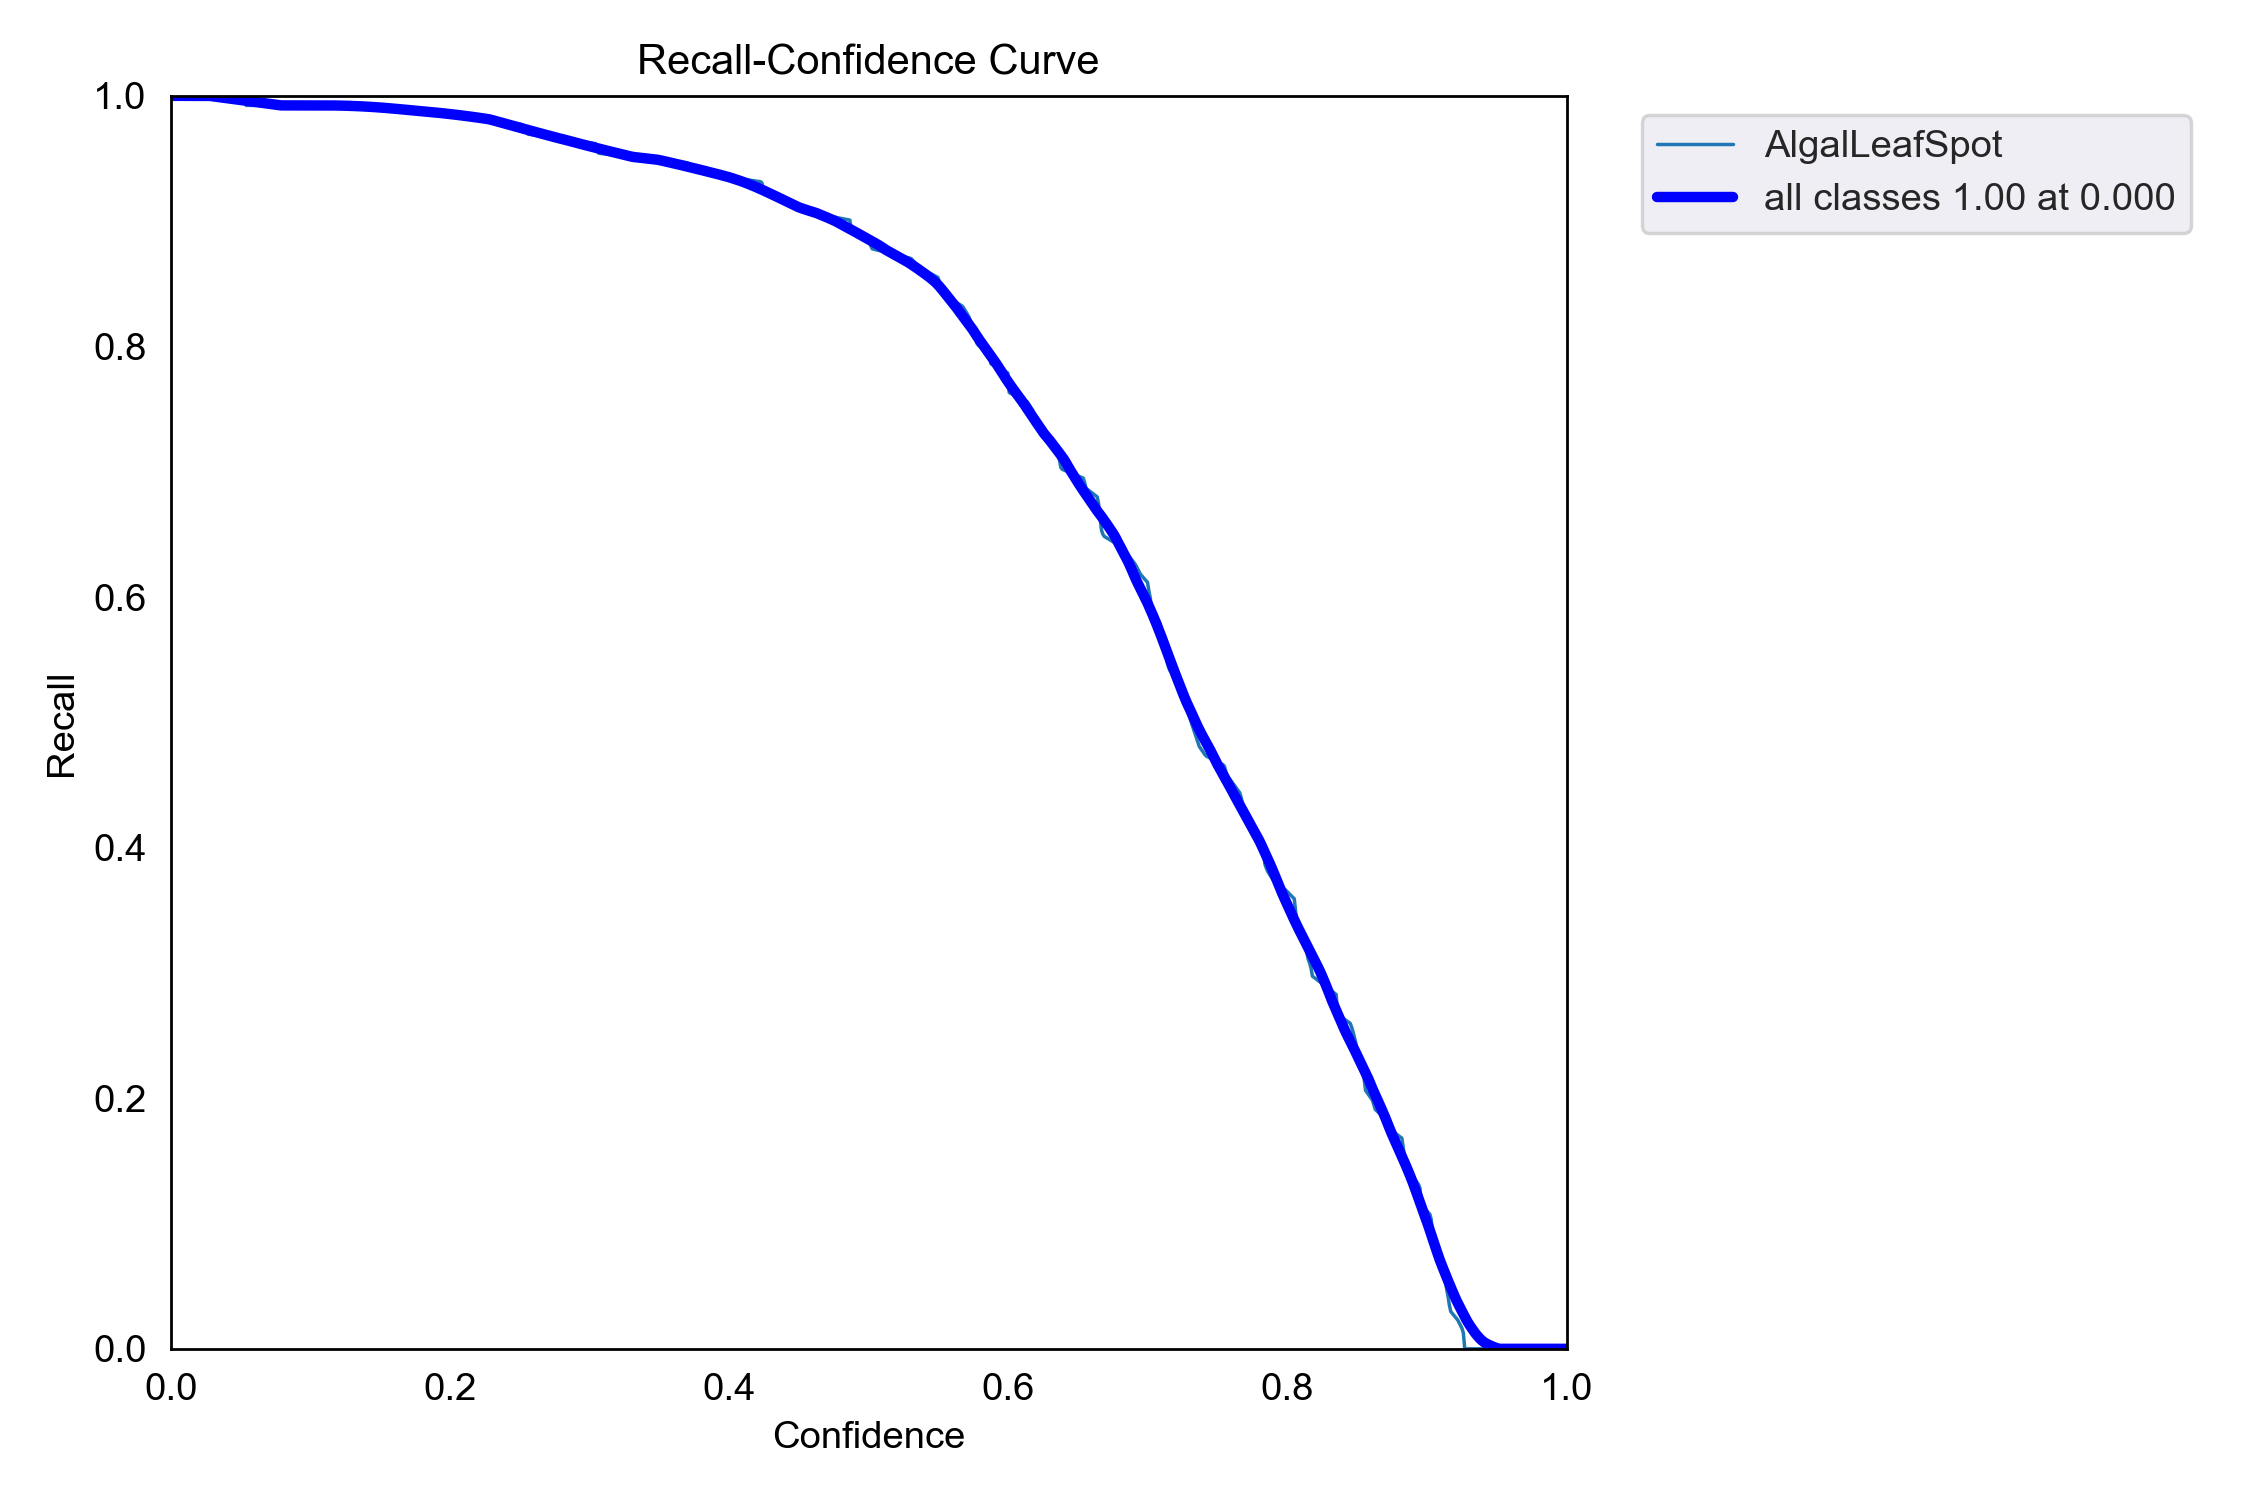 Recall-Confidence Curve
1.0
0.8
0.6
0.4
0.2
0.0
Recall
0.0 0.2 0.4 0.6 0.8 1.0
Confidence
AlgalLeafSpot
all classes 1.00 at 0.000